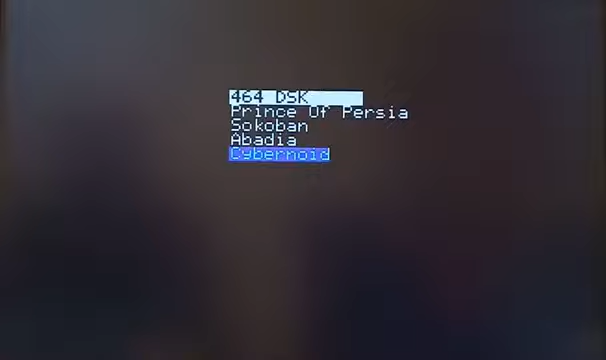 464 DSK
Prince Of Persia
Sokoban
Abadia
Cybernoid